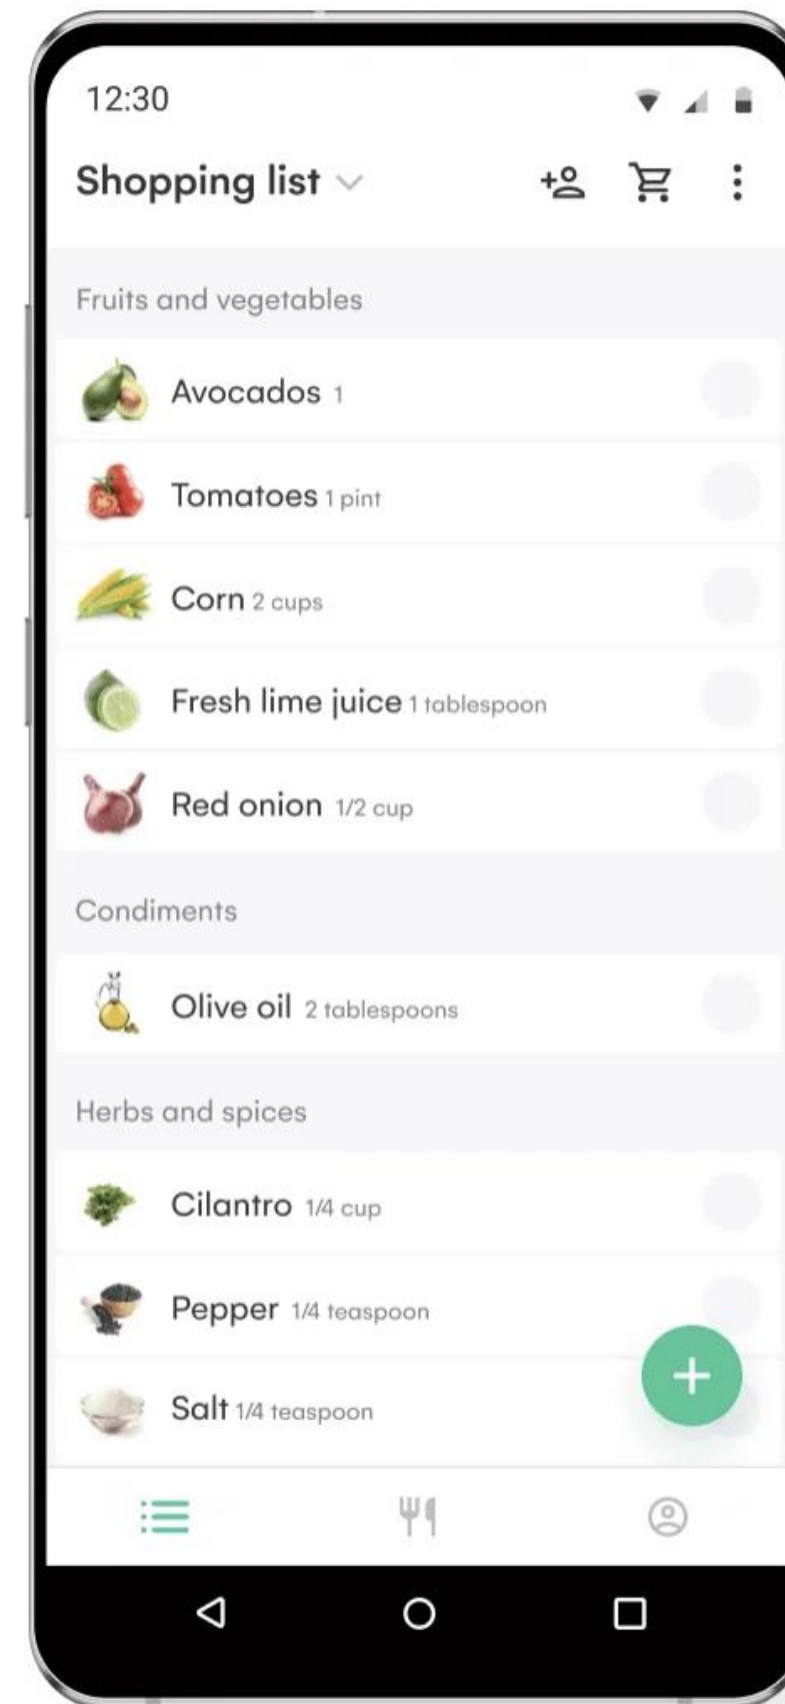 12:30
Shopping list
Fruits and vegetables
Avocados 1
Tomatoes 1 pint
Corn 2 cups
Fresh lime juice 1 tablespoon
Red onion 1/2 cup
Condiments
Olive oil 2 tablespoons
Herbs and spices
Cilantro 1/4 cup
Pepper 1/4 teaspoon
Salt 1/4 teaspoon